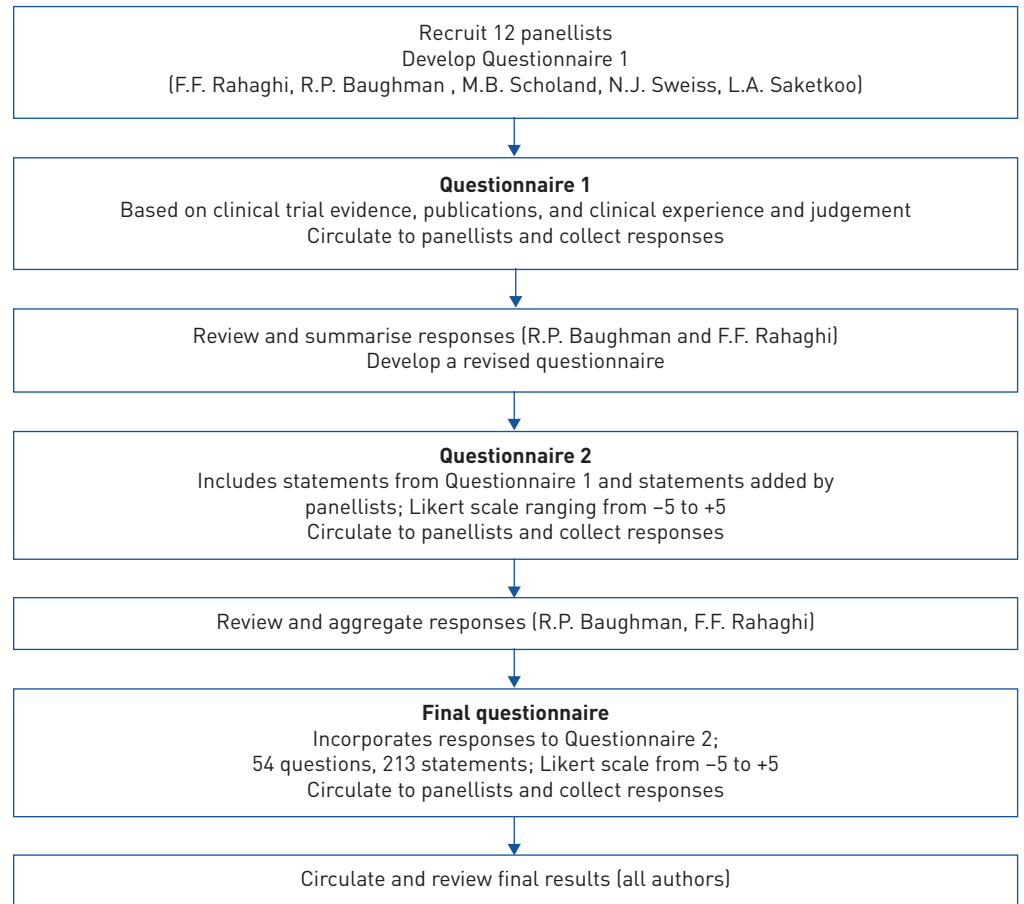 Recruit 12 panellists
Develop Questionnaire 1
(F.F. Rahaghi, R.P. Baughman , M.B. Scholand, N.J. Sweiss, L.A. Saketkoo)
Questionnaire 1
Based on clinical trial evidence, publications, and clinical experience and judgement
Circulate to panellists and collect responses
Review and summarise responses (R.P. Baughman and F.F. Rahaghi)
Develop a revised questionnaire
Questionnaire 2
Includes statements from Questionnaire 1 and statements added by
panellists; Likert scale ranging from –5 to +5
Circulate to panellists and collect responses
Review and aggregate responses (R.P. Baughman, F.F. Rahaghi)
Final questionnaire
Incorporates responses to Questionnaire 2;
54 questions, 213 statements; Likert scale from –5 to +5
Circulate to panellists and collect responses
Circulate and review final results (all authors)